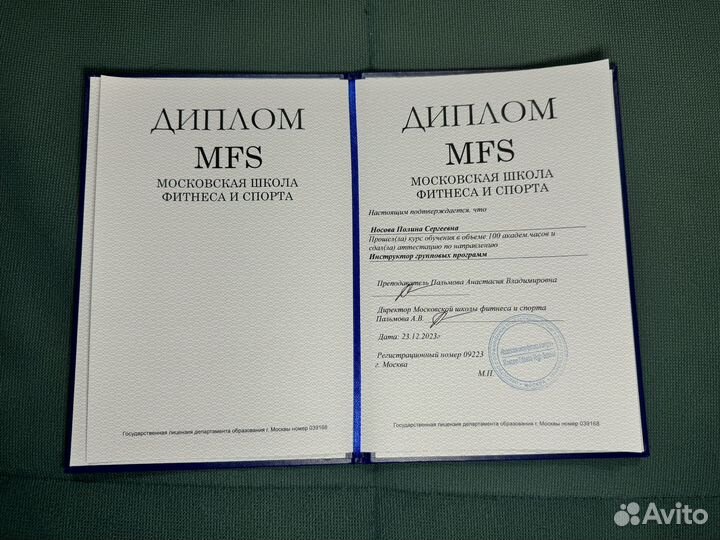 ДИПЛОМ
MFS
МОСКОВСКАЯ ШКОЛА
ФИТНЕСА И СПОРТА
Государственная лицензия департамента образования г. Москвы номер 039168
ДИПЛОМ
MFS
МОСКОВСКАЯ ШКОЛА
ФИТНЕСА И СПОРТА
Настоящим подтверждается, что
Носова Полина Сергеевна
Прошел(ла) курс обучения в объеме 100 академ.часов и
сдал(ла) аттестацию по направлению
Инструктор групповых программ
Преподаватель Пальмова Анастасия Владимировна
Директор Московской школы фитнеса и спорта
Пальмова А.В.
Дата: 23.12.2023г
Регистрационный номер 09223
г. Москва
М.П.
Государственная лицензия департамента образования г. Москвы номер 039168
Avito